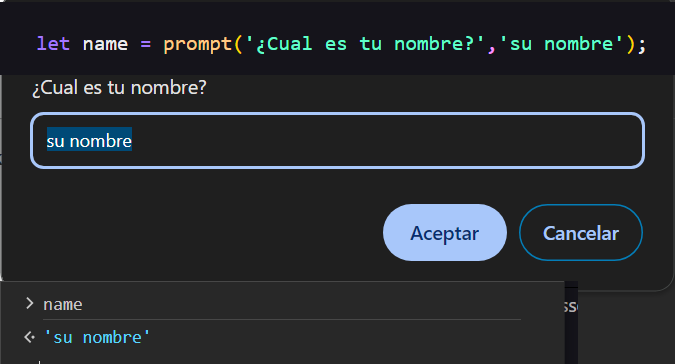 let name = prompt('¿Cual es tu nombre?','su nombre');
¿Cual es tu nombre?
su nombre
Aceptar Cancelar
> name
'su nombre'